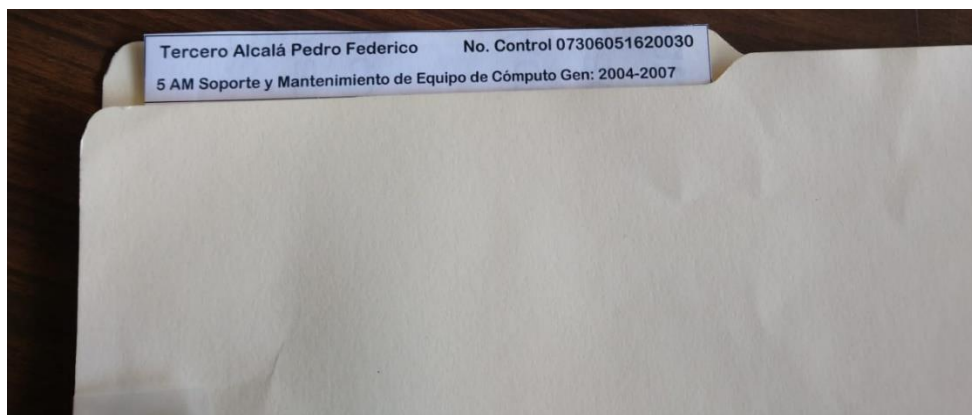 Tercero Alcalá Pedro Federico No. Control 07306051620030
5 AM Soporte y Mantenimiento de Equipo de Cómputo Gen: 2004-2007